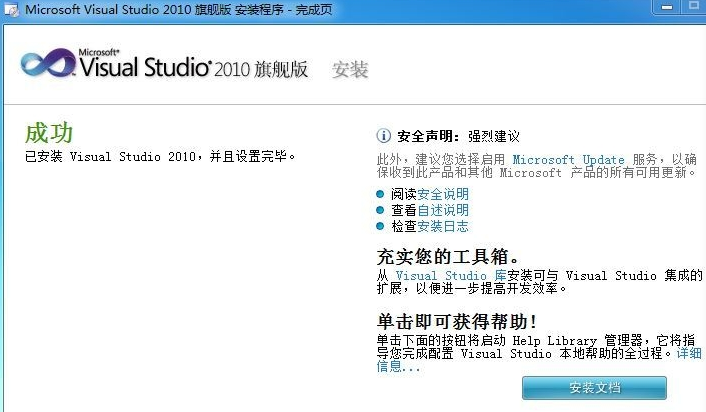 Microsoft Visual Studio 2010 旗舰版 安装程序 - 完成页
Microsoft®
Visual Studio® 2010 旗舰版 安装
成功
已安装 Visual Studio 2010，并且设置完毕。
安全声明：强烈建议
此外，建议您选择启用 Microsoft Update 服务，以确
保收到此产品和其他 Microsoft 产品的所有可用更新。
阅读安全说明
查看自述说明
检查安装日志
充实您的工具箱。
从 Visual Studio 库安装可与 Visual Studio 集成的
扩展，以便进一步提高开发效率。
单击即可获得帮助!
单击下面的按钮将启动 Help Library 管理器，它将指
导您完成配置 Visual Studio 本地帮助的全过程。详细
信息...
安装文档